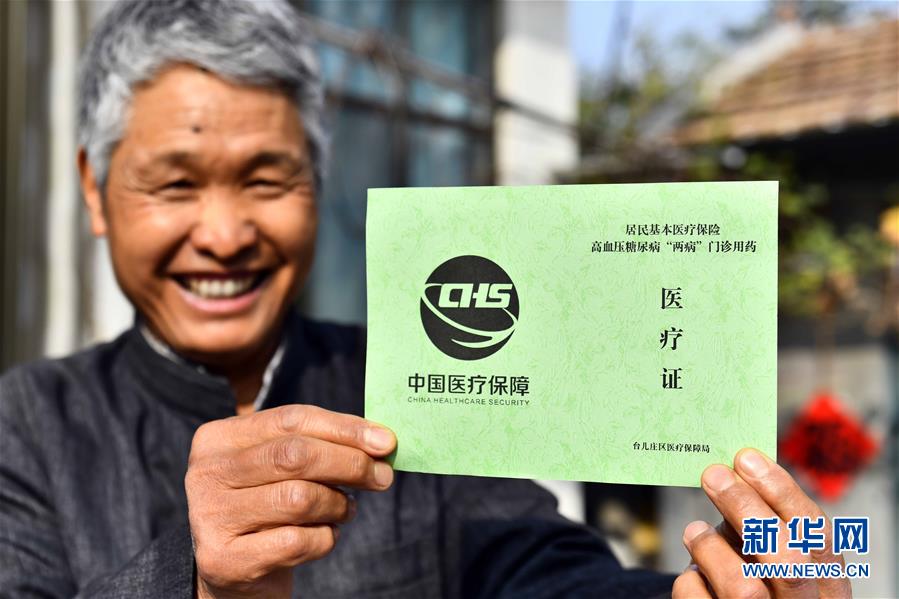 居民基本医疗保险
高血压糖尿病“两病”门诊用药
医
疗
证
CHS
中国医疗保障
CHINA HEALTHCARE SECURITY
台儿庄区医疗保障局
新华网
WWW.NEWS.CN